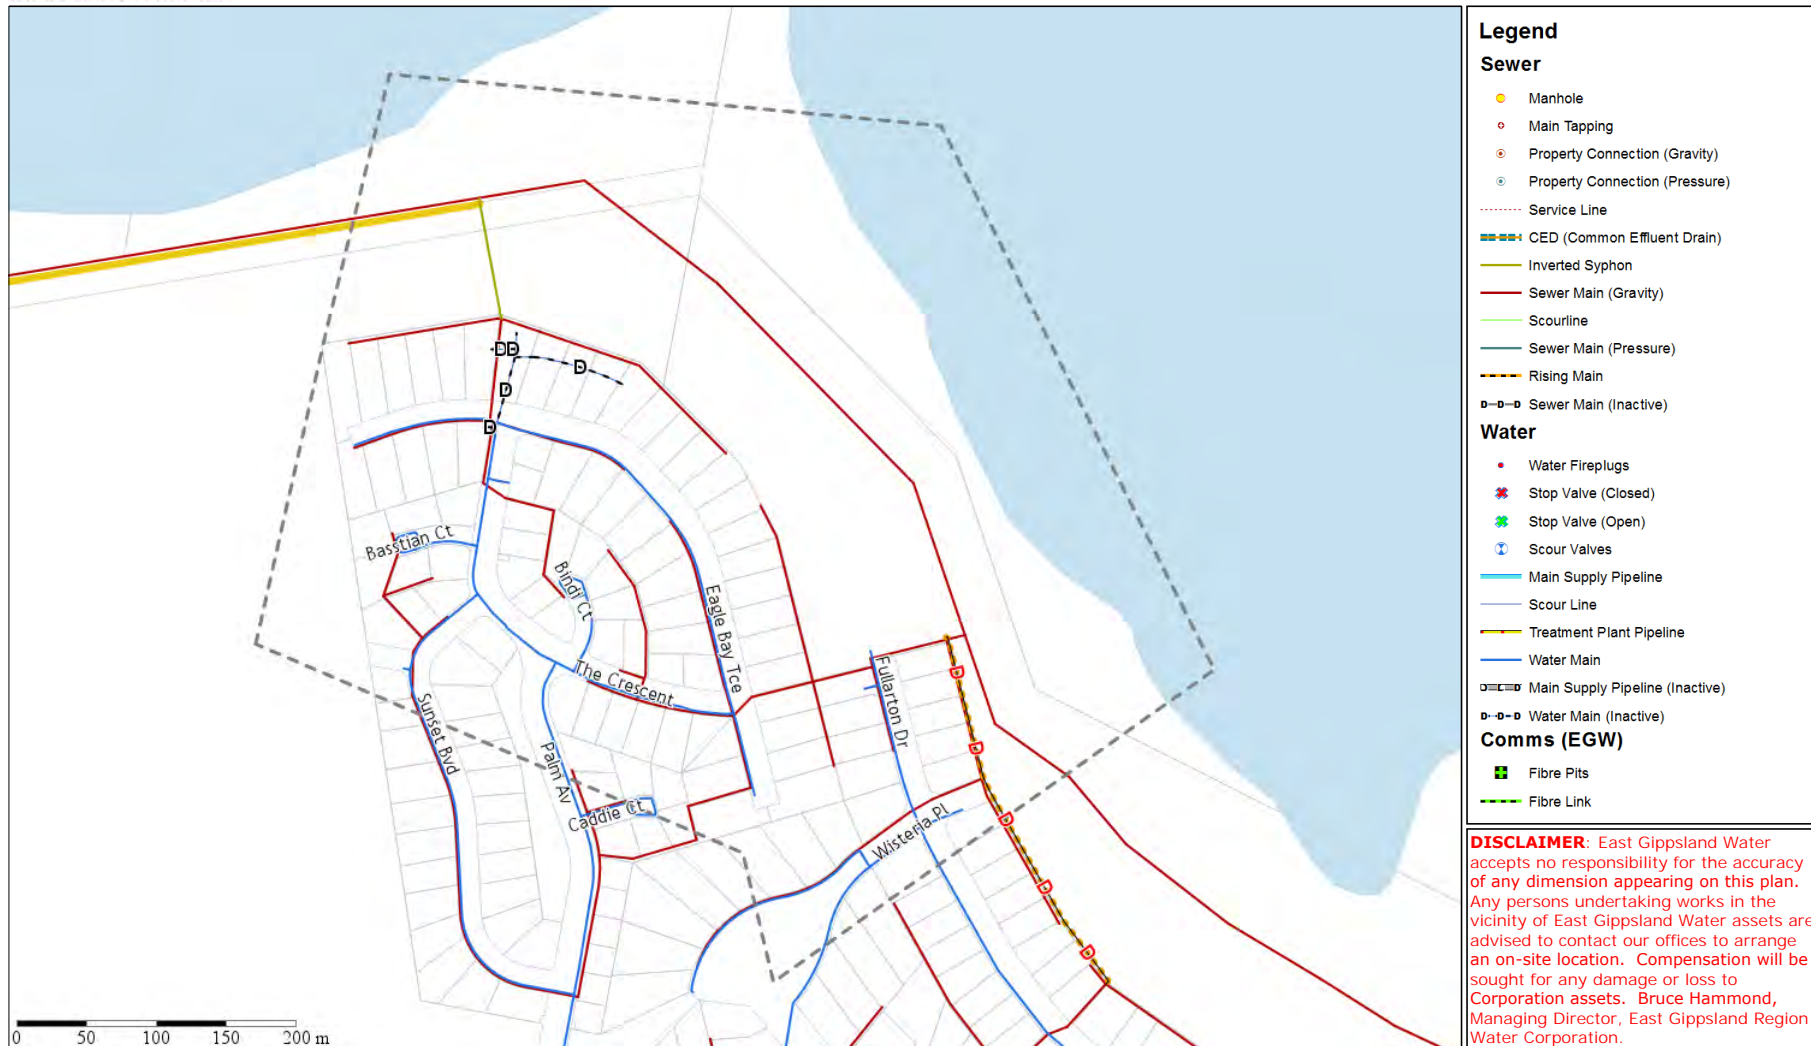 DD
D
D
D
Basstian Ct
Bindi Ct
Eagle Bay Tce
The Crescent
Sunset Bvd
Palm Av
Caddie Ct
Fullarton Dr
Wisteria Pl
D
D
D
D
D
0 50 100 150 200 m
Legend
Sewer
Manhole
Main Tapping
Property Connection (Gravity)
Property Connection (Pressure)
Service Line
CED (Common Effluent Drain)
Inverted Syphon
Sewer Main (Gravity)
Scourline
Sewer Main (Pressure)
Rising Main
D-D-D Sewer Main (Inactive)
Water
Water Fireplugs
Stop Valve (Closed)
Stop Valve (Open)
Scour Valves
Main Supply Pipeline
Scour Line
Treatment Plant Pipeline
Water Main
Main Supply Pipeline (Inactive)
D-D-D Water Main (Inactive)
Comms (EGW)
Fibre Pits
Fibre Link
DISCLAIMER: East Gippsland Water
accepts no responsibility for the accuracy
of any dimension appearing on this plan.
Any persons undertaking works in the
vicinity of East Gippsland Water assets are
advised to contact our offices to arrange
an on-site location. Compensation will be
sought for any damage or loss to
Corporation assets. Bruce Hammond,
Managing Director, East Gippsland Region
Water Corporation.